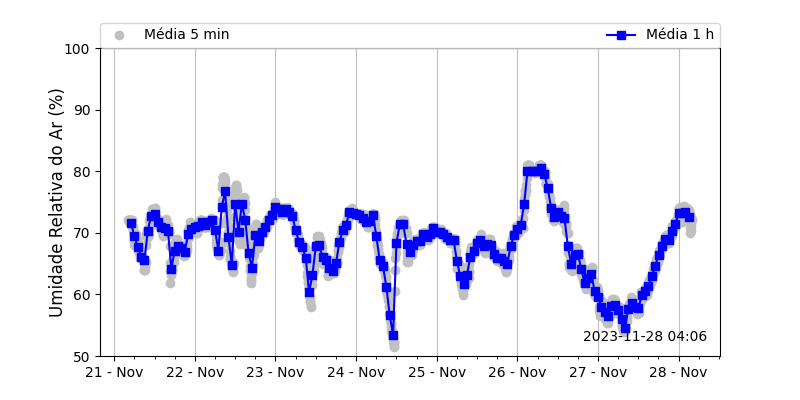 Média 5 min
Média 1 h
100
90
80
70
60
50
Umidade Relativa do Ar (%)
2023-11-28 04:06
21 - Nov
22 - Nov
23 - Nov
24 - Nov
25 - Nov
26 - Nov
27 - Nov
28 - Nov